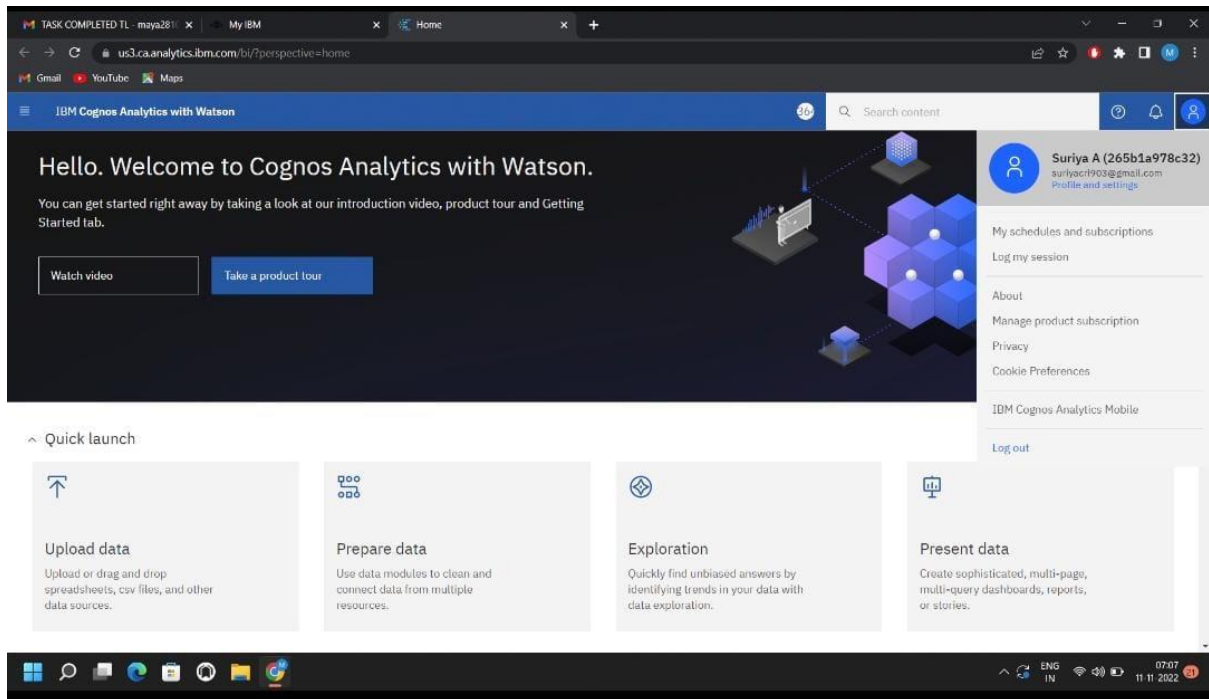 TASK COMPLETED TL - maya281
My IBM
Home
us3.ca.analytics.ibm.com/bi/?perspective=home
Gmail
YouTube
Maps
M
IBM Cognos Analytics with Watson
Search content
Hello. Welcome to Cognos Analytics with Watson.
You can get started right away by taking a look at our introduction video, product tour and Getting
Started tab.
Watch video
Take a product tour
Suriya A (265b1a978c32)
suriyacrl903@gmail.com
Profile and settings
My schedules and subscriptions
Log my session
About
Manage product subscription
Privacy
Cookie Preferences
IBM Cognos Analytics Mobile
Log out
Quick launch
Upload data
Upload or drag and drop
spreadsheets, csv files, and other
data sources.
Prepare data
Use data modules to clean and
connect data from multiple
resources.
Exploration
Quickly find unbiased answers by
identifying trends in your data with
data exploration.
Present data
Create sophisticated, multi-page,
multi-query dashboards, reports,
or stories.
ENG
IN
07:07
11-11-2022